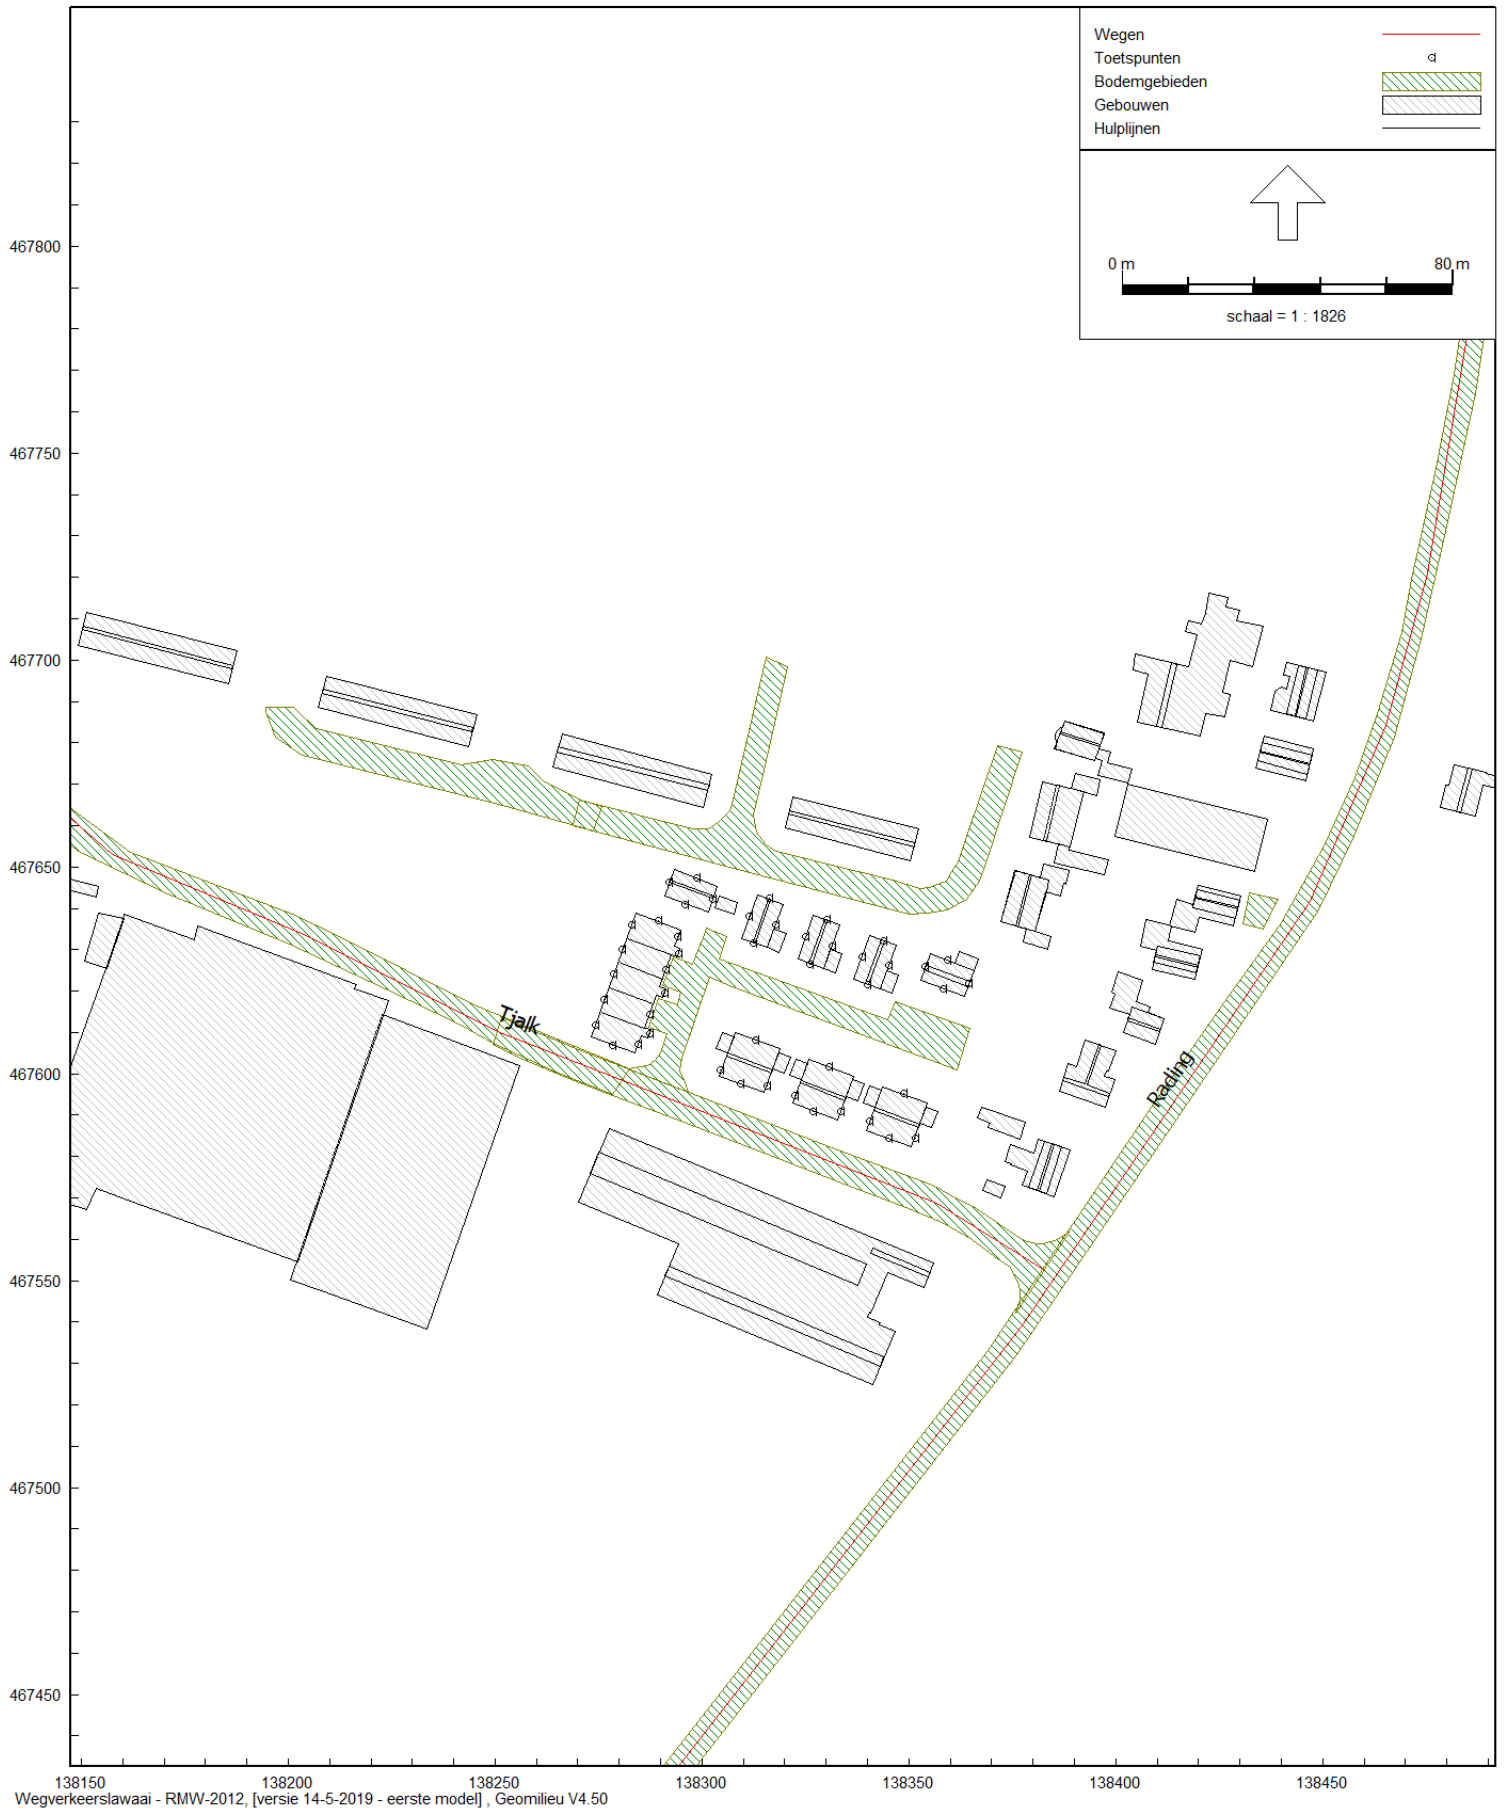 Wegen
Toetspunten
Bodemgebieden
Gebouwen
Hulplijnen
0 m 80 m
schaal = 1 : 1826
467800
467750
467700
467650
467600
467550
467500
467450
Tjalk
Rading
138150 138200 138250 138300 138350 138400 138450
Wegverkeerslawaai - RMW-2012, [versie 14-5-2019 - eerste model] , Geomilieu V4.50